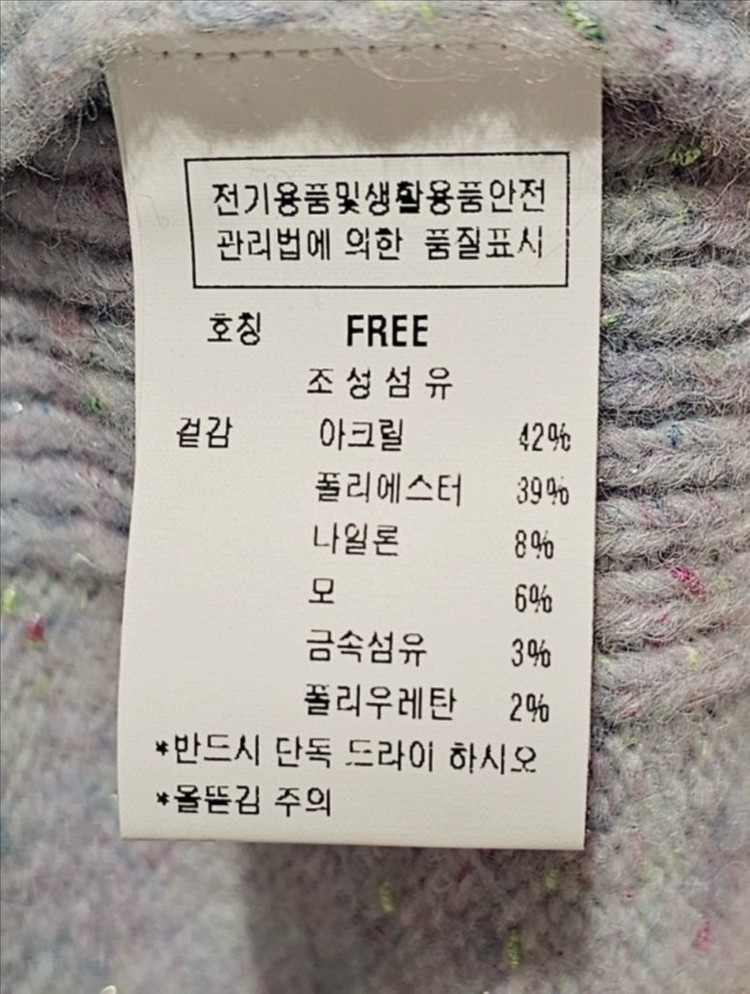 전기용품및생활용품안전
관리법에 의한 품질표시
호칭 FREE
조성섬유
겉감 아크릴 42%
폴리에스터 39%
나일론 8%
모 6%
금속섬유 3%
폴리우레탄 2%
*반드시 단독 드라이 하시오
*올뜯김 주의